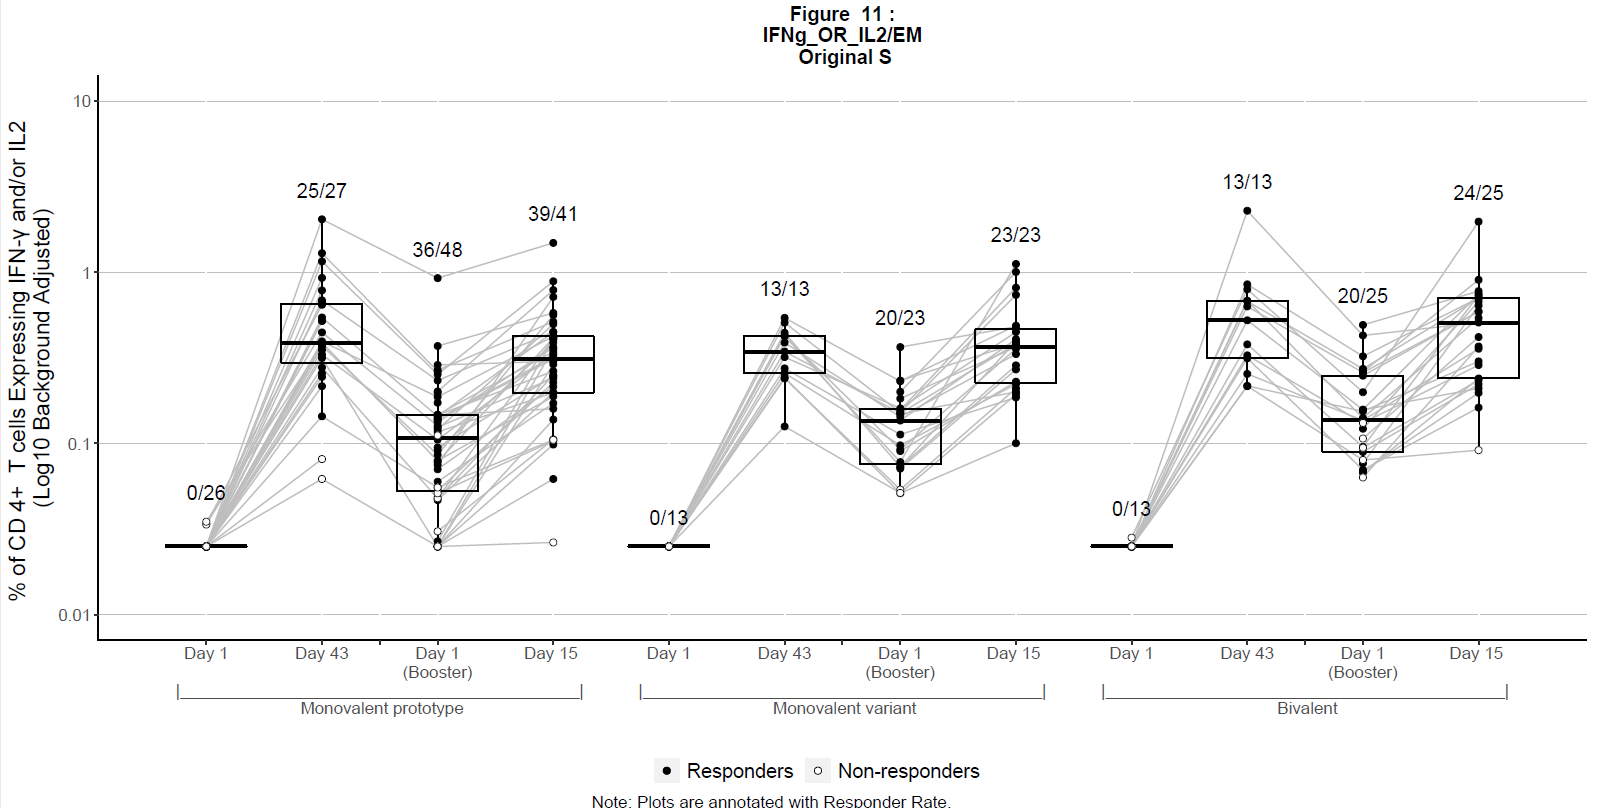 Figure 11 :
IFNg_OR_IL2/EM
Original S
% of CD 4+ T cells Expressing IFN-γ and/or IL2
(Log10 Background Adjusted)
10
1
0.1
0.01
0/26
25/27
36/48
39/41
0/13
13/13
20/23
23/23
0/13
13/13
20/25
24/25
Day 1
Day 43
Day 1
(Booster)
Day 15
Day 1
Day 43
Day 1
(Booster)
Day 15
Day 1
Day 43
Day 1
(Booster)
Day 15
Monovalent prototype
Monovalent variant
Bivalent
Responders
Non-responders
Note: Plots are annotated with Responder Rate.